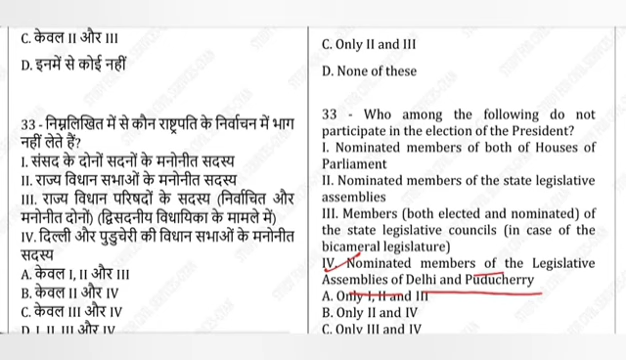 C. केवल II और III
D. इनमें से कोई नहीं
33 - निम्नलिखित में से कौन राष्ट्रपति के निर्वाचन में भाग
नहीं लेते हैं?
I. संसद के दोनों सदनों के मनोनीत सदस्य
II. राज्य विधान सभाओं के मनोनीत सदस्य
III. राज्य विधान परिषदों के सदस्य (निर्वाचित और
मनोनीत दोनों) (द्विसदनीय विधायिका के मामले में)
IV. दिल्ली और पुडुचेरी की विधान सभाओं के मनोनीत
सदस्य
A. केवल I, II और III
B. केवल II और IV
C. केवल III और IV
D. I, II, III और IV
C. Only II and III
D. None of these
33 - Who among the following do not
participate in the election of the President?
I. Nominated members of both of Houses of
Parliament
II. Nominated members of the state legislative
assemblies
III. Members (both elected and nominated) of
the state legislative councils (in case of the
bicameral legislature)
IV. Nominated members of the Legislative
Assemblies of Delhi and Puducherry
A. Only I, II and III
B. Only II and IV
C. Only III and IV